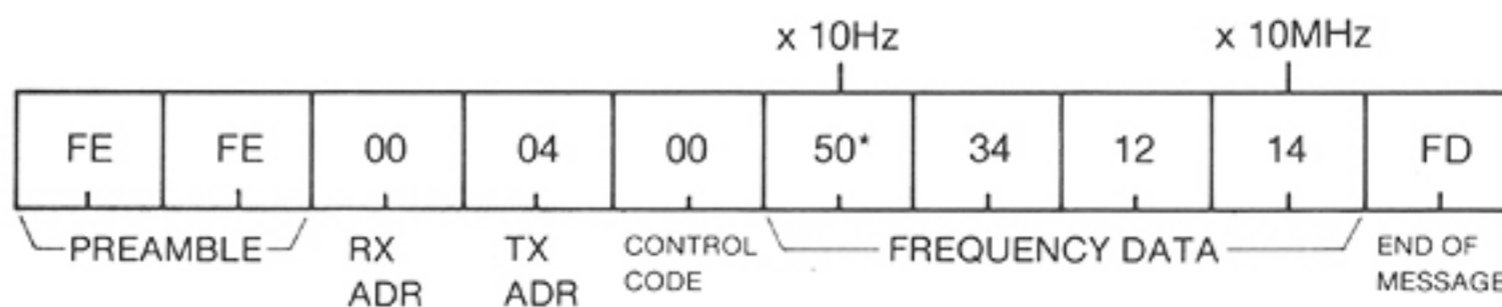 x 10Hz x 10MHz
FE FE 00 04 00 50* 34 12 14 FD
PREAMBLE RX TX CONTROL FREQUENCY DATA END OF
ADR ADR CODE MESSAGE